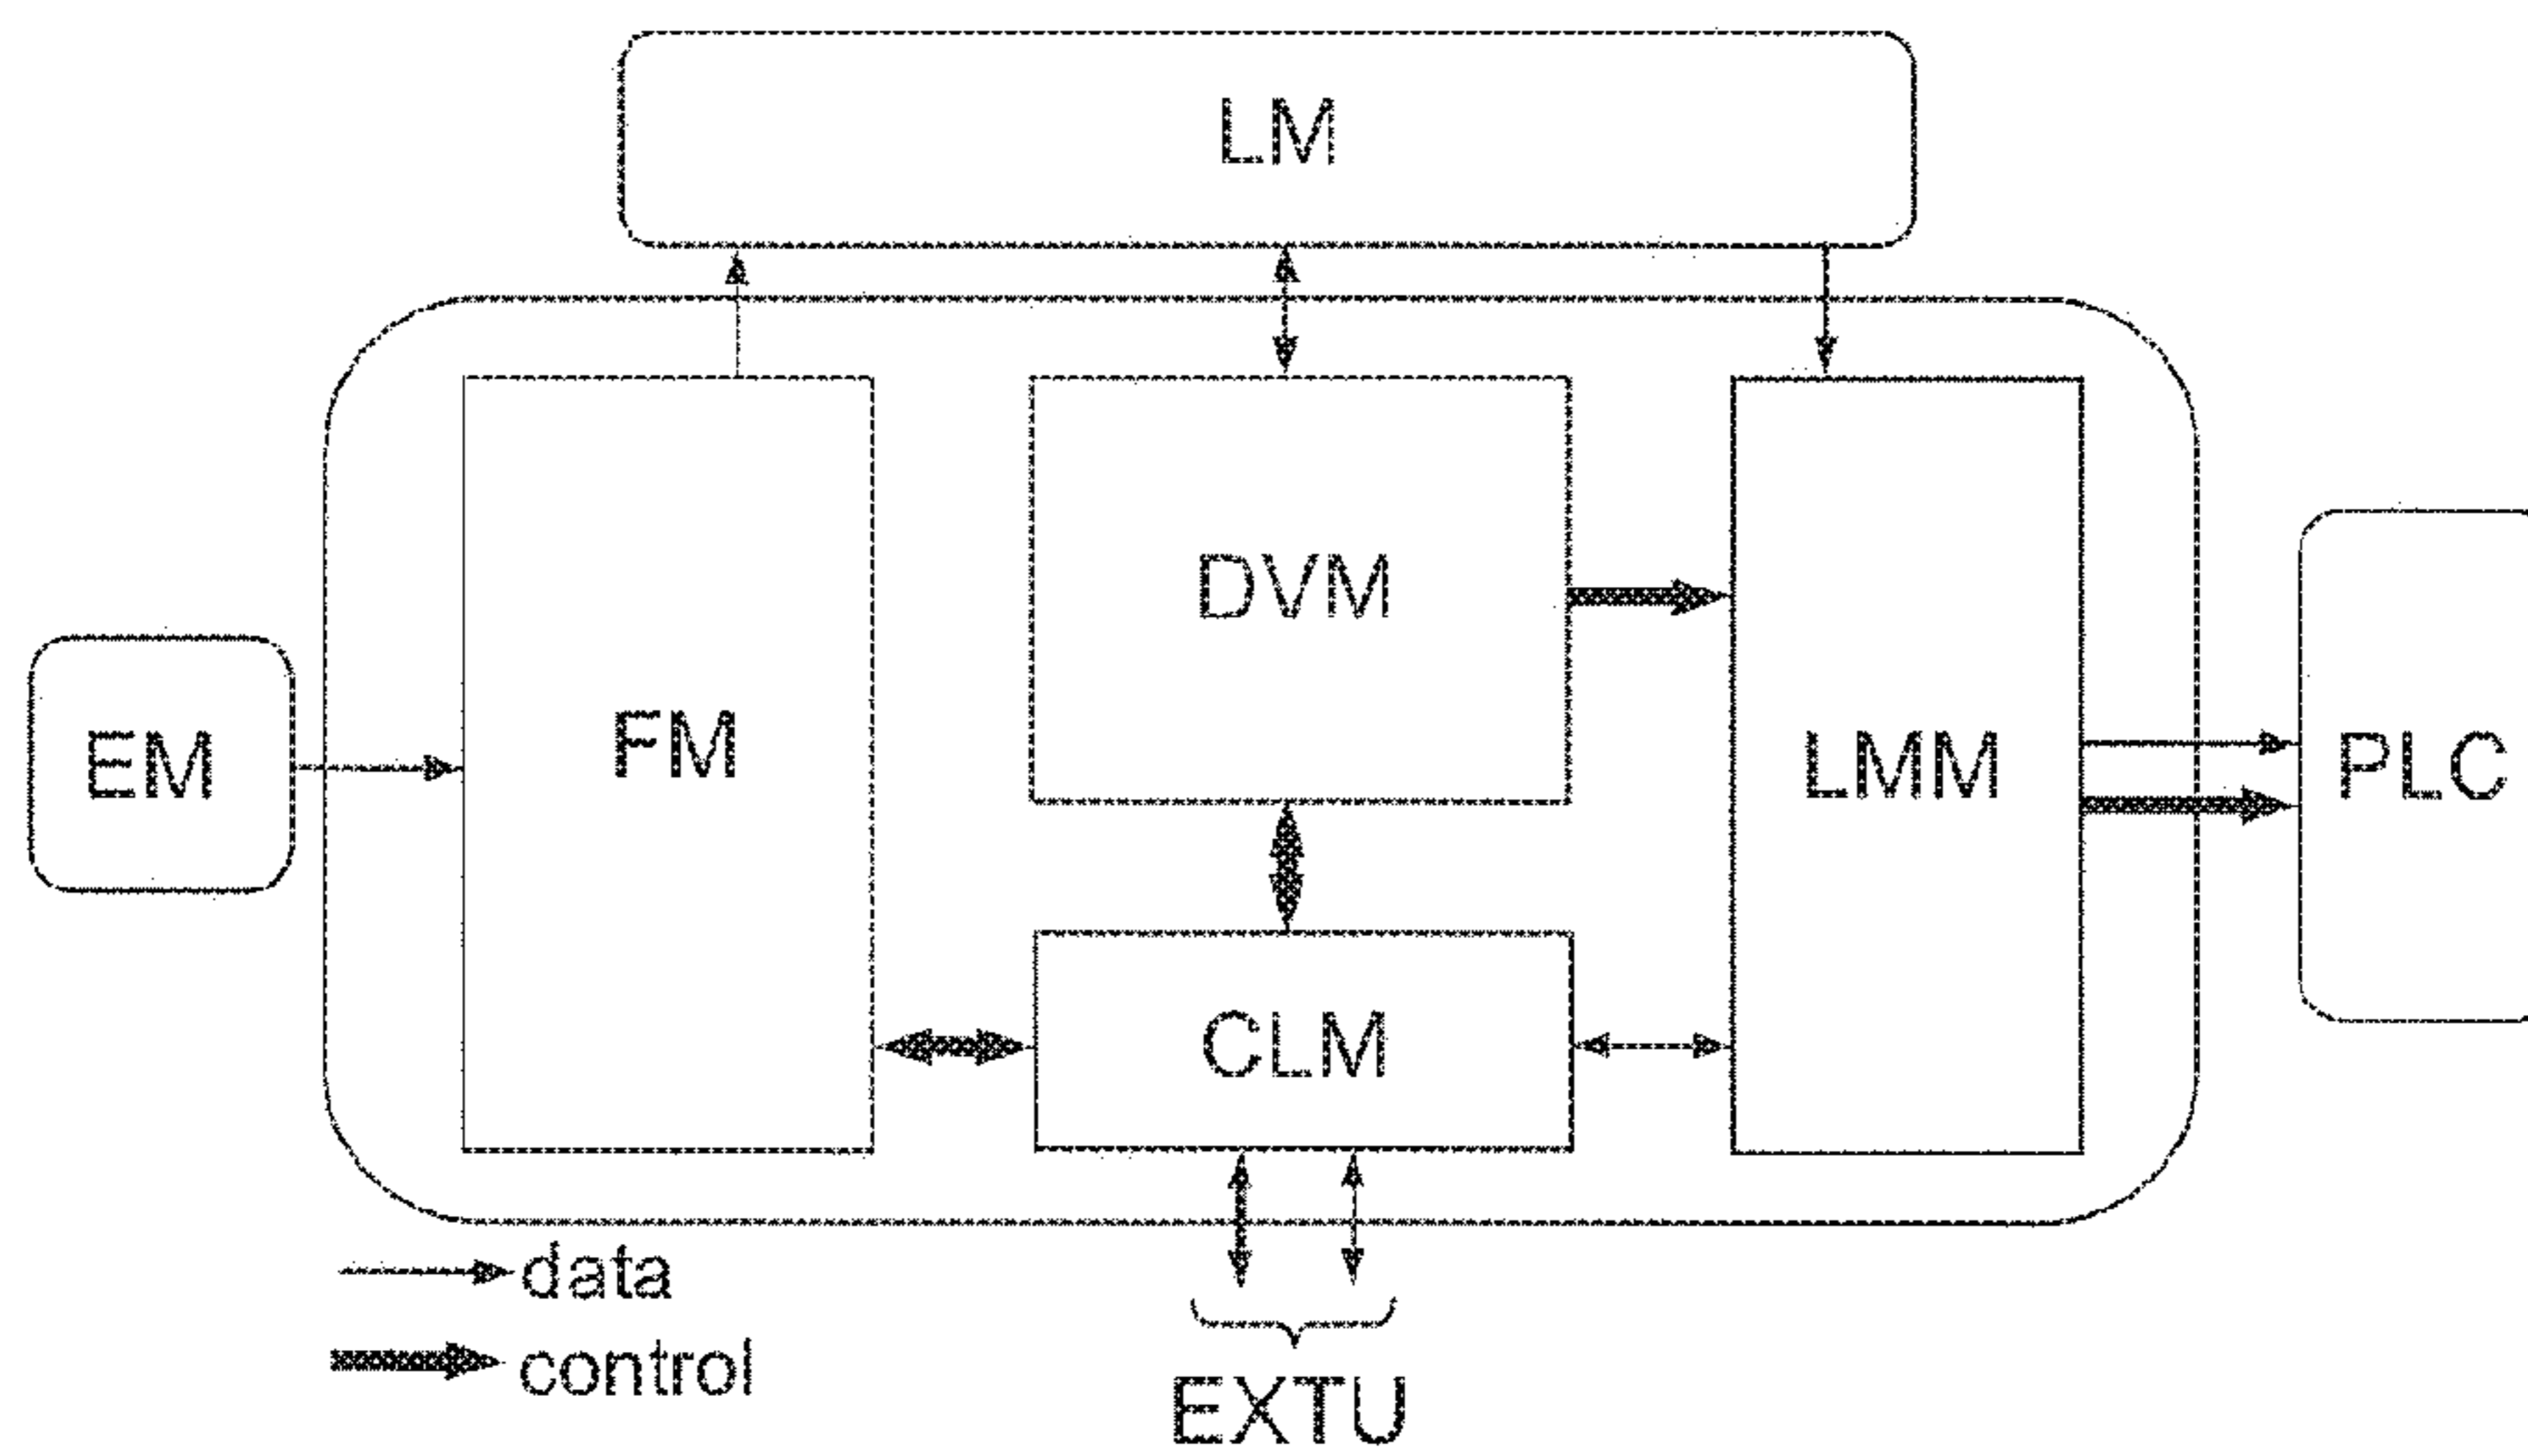 LM
DVM
FM
EM
LMM
PLC
CLM
data
control
EXTU